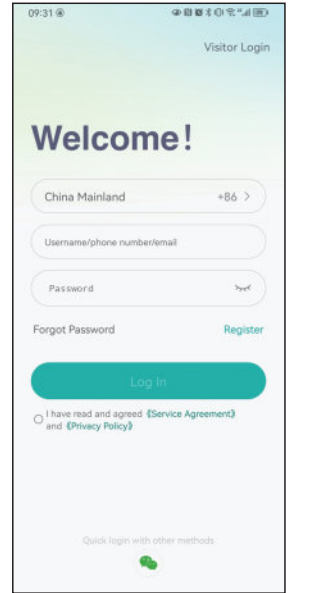 09:31
Visitor Login
Welcome!
China Mainland +86 >
Username/phone number/email
Password
Forgot Password Register
Log In
I have read and agreed 《Service Agreement》
and 《Privacy Policy》
Quick login with other methods